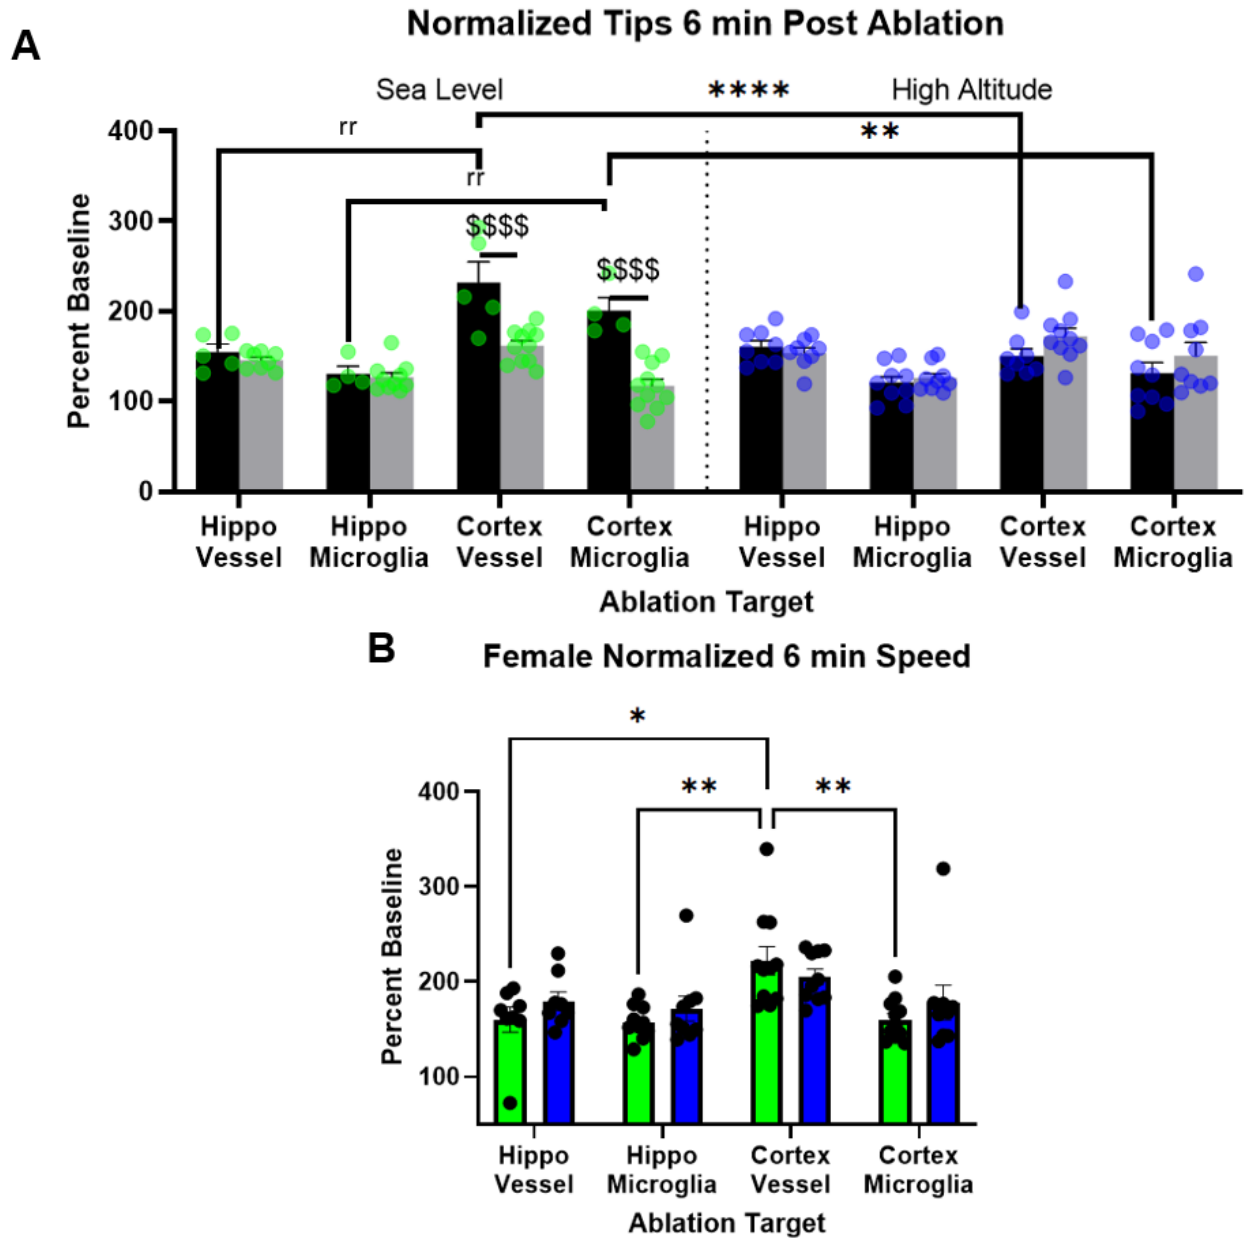 A
Normalized Tips 6 min Post Ablation
Sea Level
****
High Altitude
rr
**
rr
$$$$
$$$$
400
300
200
100
0
Percent Baseline
Hippo
Vessel
Hippo
Microglia
Cortex
Vessel
Cortex
Microglia
Hippo
Vessel
Hippo
Microglia
Cortex
Vessel
Cortex
Microglia
Ablation Target
B
Female Normalized 6 min Speed
*
**
**
400
300
200
100
Percent Baseline
Hippo
Vessel
Hippo
Microglia
Cortex
Vessel
Cortex
Microglia
Ablation Target